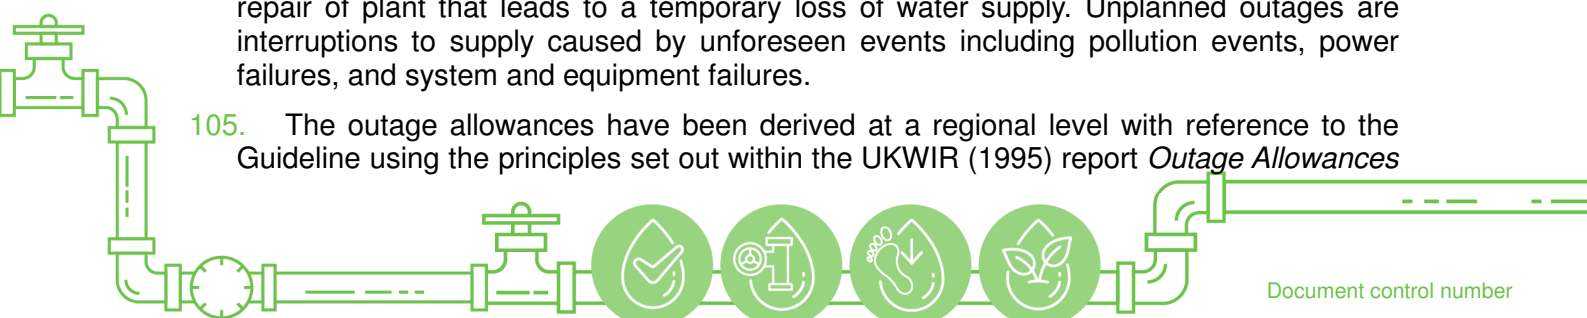 repair of plant that leads to a temporary loss of water supply. Unplanned outages are
interruptions to supply caused by unforeseen events including pollution events, power
failures, and system and equipment failures.
105. The outage allowances have been derived at a regional level with reference to the
Guideline using the principles set out within the UKWIR (1995) report Outage Allowances
Document control number